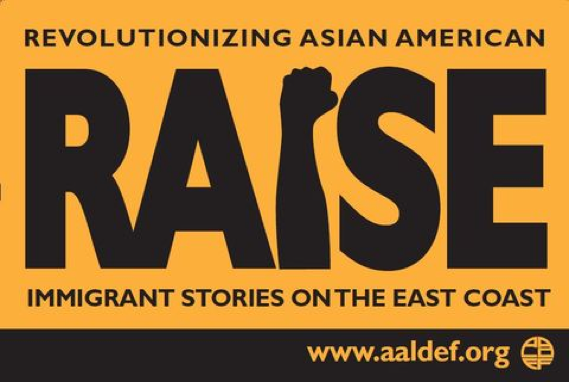 REVOLUTIONIZING ASIAN AMERICAN
RAISE
IMMIGRANT STORIES ON THE EAST COAST
www.aaldef.org